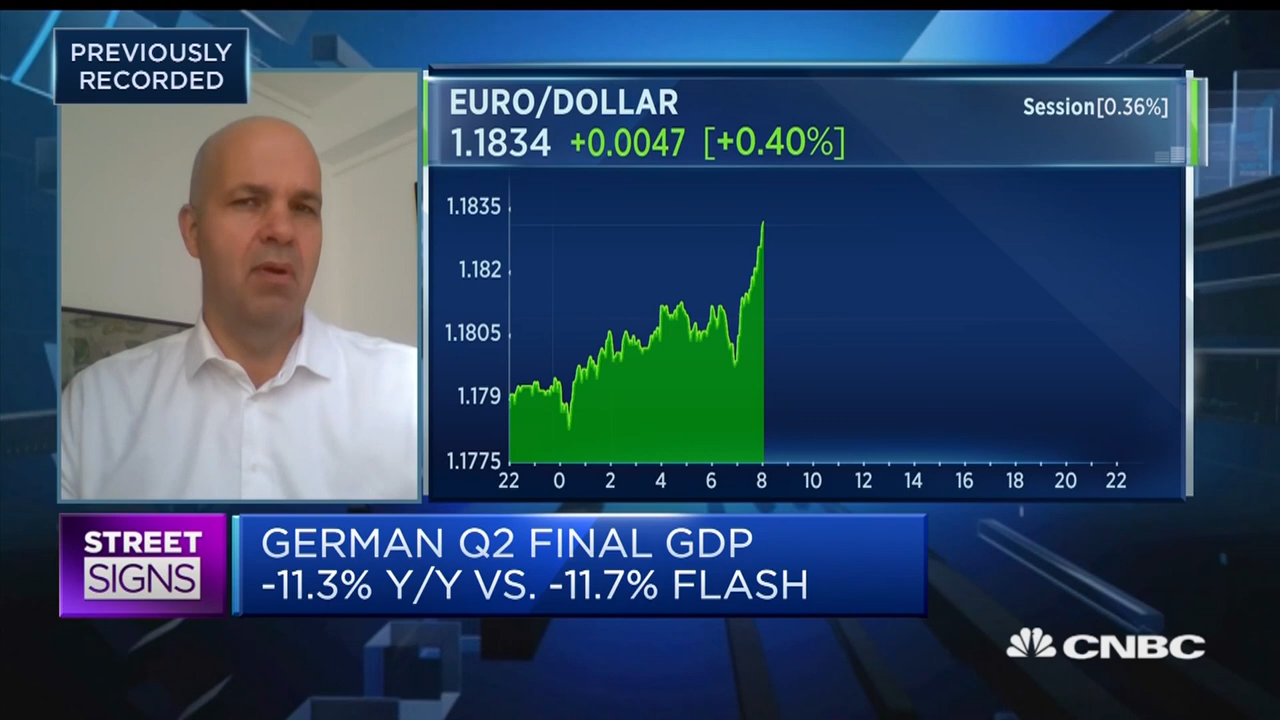 PREVIOUSLY
RECORDED
EURO/DOLLAR
Session[0.36%]
1.1834 +0.0047 [+0.40%]
1.1835
1.182
1.1805
1.179
1.1775
22 0 2 4 6 8 10 12 14 16 18 20 22
STREET
SIGNS
GERMAN Q2 FINAL GDP
-11.3% Y/Y VS. -11.7% FLASH
CNBC